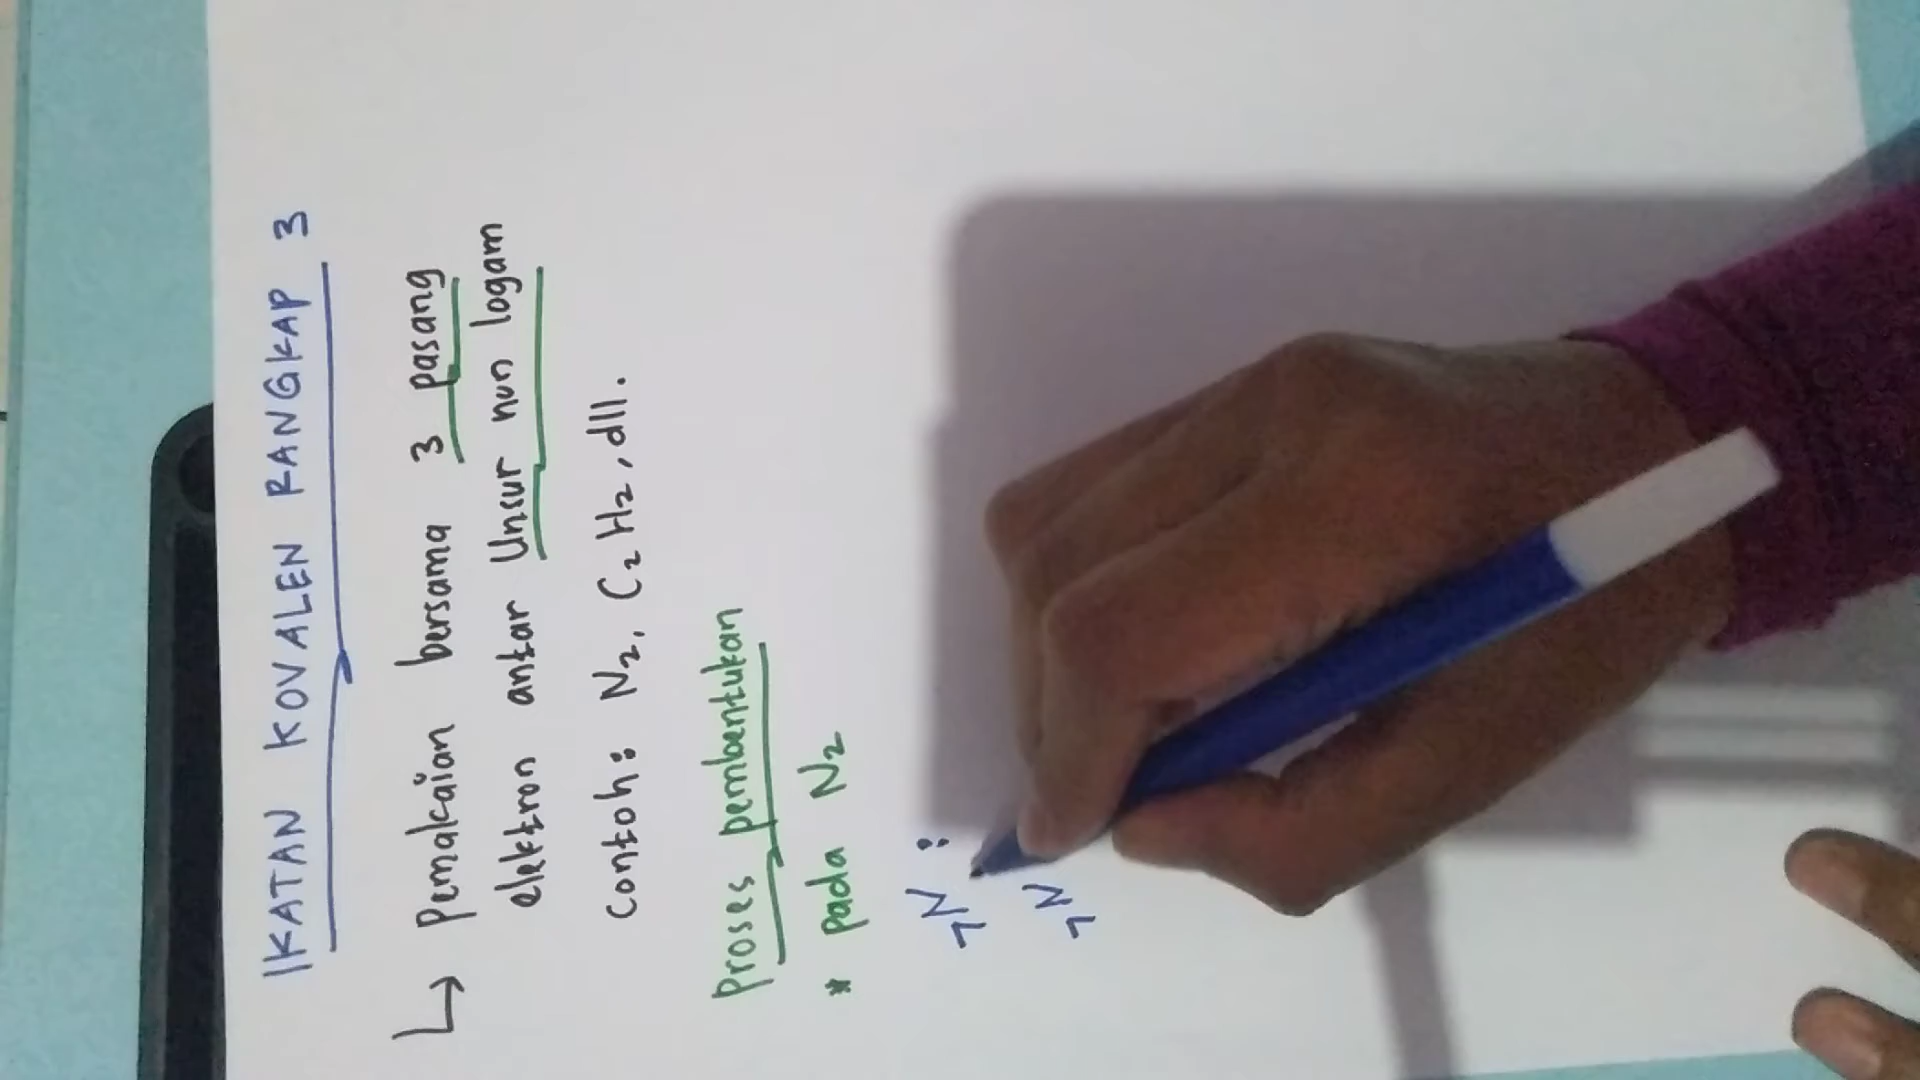 IKATAN KOVALEN RANGKAP 3
↳ Pemakaian bersama 3 pasang
elektron antar Unsur non logam
contoh: N₂, C₂H₂, dll.
Proses pembentukan
* pada N₂
₇N :
₇N